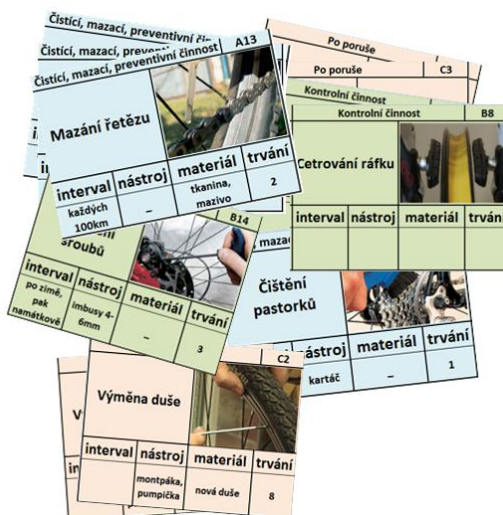 Čistící, mazací, preventivní činnost
Čistící, mazací, preventivní
Čistící, mazací, preventivní činnost A13
Mazání řetězu
interval nástroj materiál trvání
každých 100km – tkanina, mazivo 2
Po poruše
Po poruše C3
Kontrolní činnost
Kontrolní činnost B8
Cetrování ráfku
interval nástroj materiál trván
B14
šroubů
interval nástroj materiál trvání
po zimě, pak namátkově imbusy 4-6mm – 3
Čištění pastorků
nástroj materiál trvání
kartáč – 1
C2
Výměna duše
interval nástroj materiál trvání
montpáka, pumpička nová duše 8